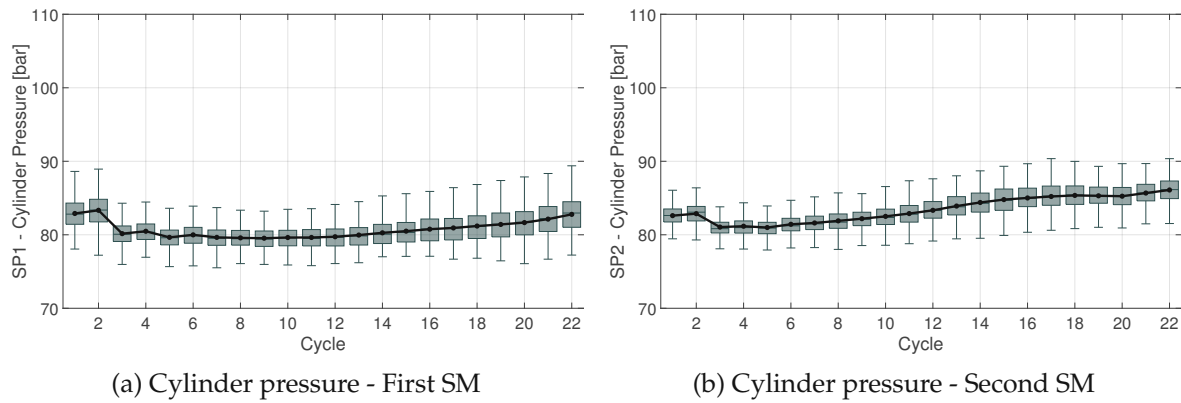 SP1 - Cylinder Pressure [bar]
110
100
90
80
70
2 4 6 8 10 12 14 16 18 20 22
Cycle
(a) Cylinder pressure - First SM
SP2 - Cylinder Pressure [bar]
110
100
90
80
70
2 4 6 8 10 12 14 16 18 20 22
Cycle
(b) Cylinder pressure - Second SM